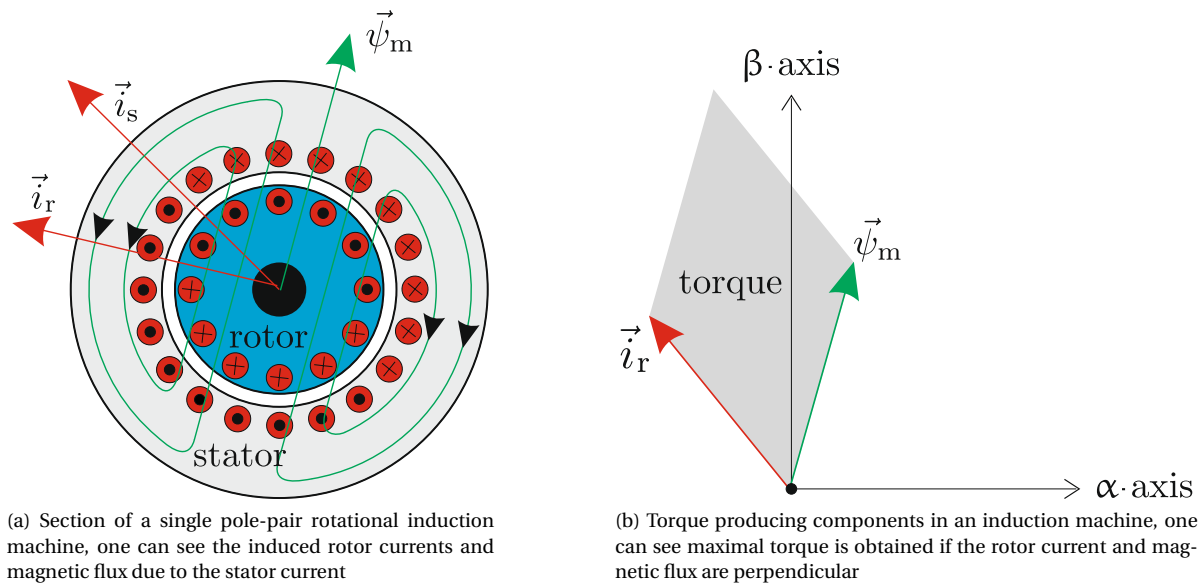 ψ⃗m
i⃗s
i⃗r
rotor
stator
(a) Section of a single pole-pair rotational induction
machine, one can see the induced rotor currents and
magnetic flux due to the stator current
β·axis
ψ⃗m
torque
i⃗r
α·axis
(b) Torque producing components in an induction machine, one
can see maximal torque is obtained if the rotor current and mag-
netic flux are perpendicular